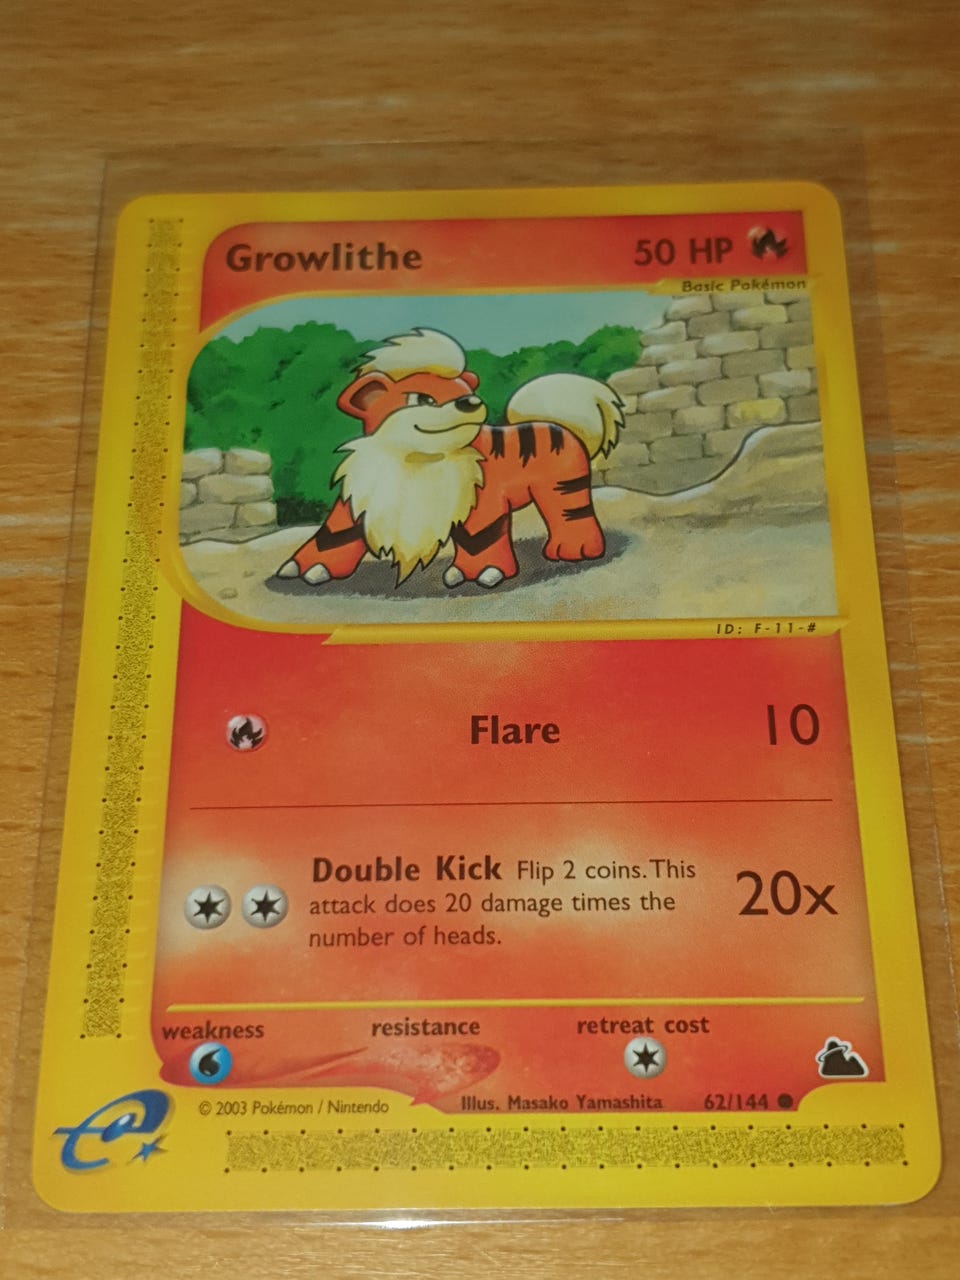 Growlithe
50 HP
Basic Pokémon
ID: F-11-#
Flare 10
Double Kick Flip 2 coins. This
attack does 20 damage times the
number of heads.
20x
weakness resistance retreat cost
© 2003 Pokémon / Nintendo Illus. Masako Yamashita 62/144
e